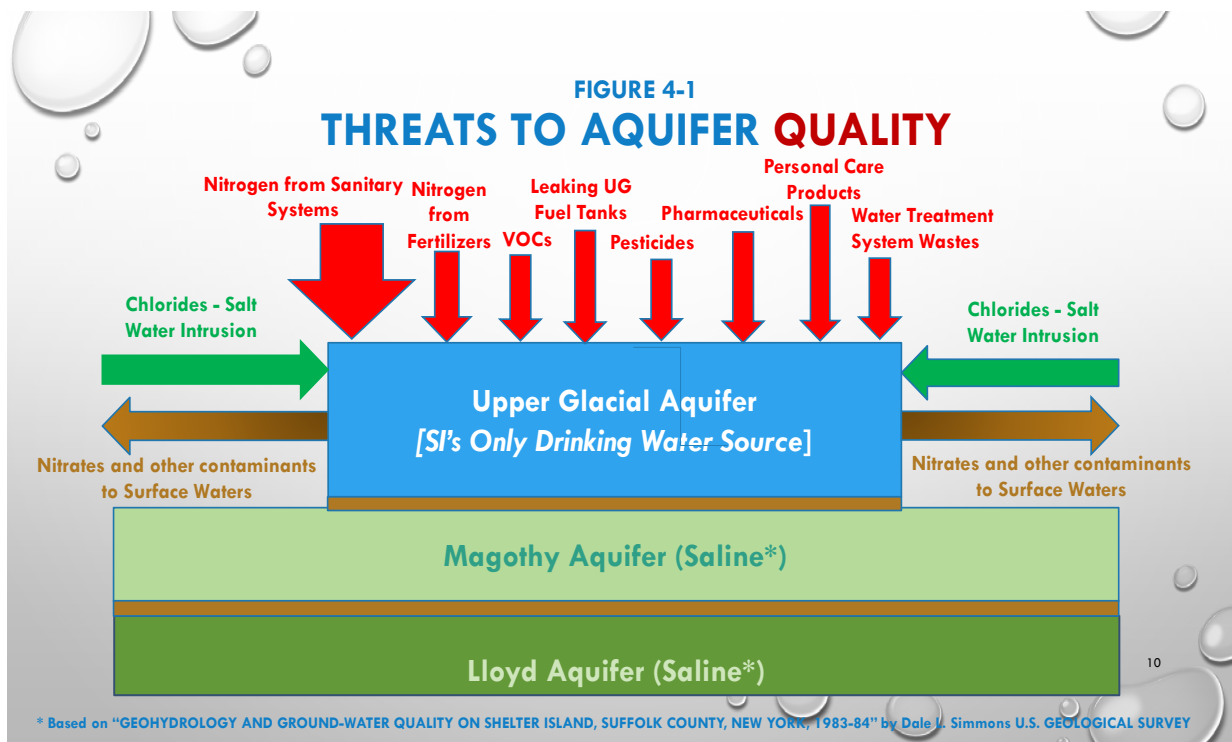 FIGURE 4-1
THREATS TO AQUIFER QUALITY
Nitrogen from Sanitary
Systems
Nitrogen
from
Fertilizers
VOCs
Leaking UG
Fuel Tanks
Pesticides
Pharmaceuticals
Personal Care
Products
Water Treatment
System Wastes
Chlorides - Salt
Water Intrusion
Chlorides - Salt
Water Intrusion
Upper Glacial Aquifer
[SI's Only Drinking Water Source]
Nitrates and other contaminants
to Surface Waters
Nitrates and other contaminants
to Surface Waters
Magothy Aquifer (Saline*)
Lloyd Aquifer (Saline*)
10
* Based on "GEOHYDROLOGY AND GROUND-WATER QUALITY ON SHELTER ISLAND, SUFFOLK COUNTY, NEW YORK, 1983-84" by Dale L. Simmons U.S. GEOLOGICAL SURVEY